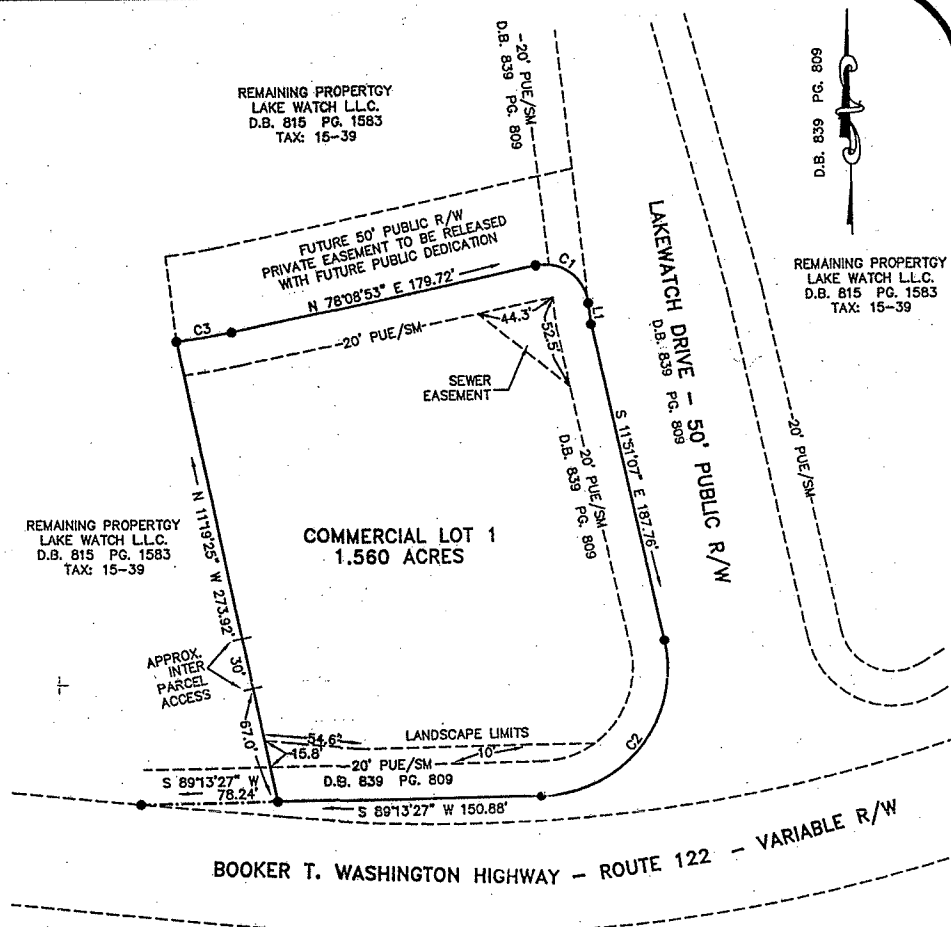 REMAINING PROPERTGY
LAKE WATCH L.L.C.
D.B. 815 PG. 1583
TAX: 15-39
-20' PUE/SM-
D.B. 839 PG. 809
D.B. 839 PG. 809
REMAINING PROPERTGY
LAKE WATCH L.L.C.
D.B. 815 PG. 1583
TAX: 15-39
FUTURE 50' PUBLIC R/W
PRIVATE EASEMENT TO BE RELEASED
WITH FUTURE PUBLIC DEDICATION
N 78°08'53" E 179.72'
C1
L1
C3
-20' PUE/SM-
44.3'
52.5'
SEWER
EASEMENT
LAKEWATCH DRIVE - 50' PUBLIC R/W
D.B. 839 PG. 809
S 11°51'07" E 187.76'
-20' PUE/SM-
-20' PUE/SM-
D.B. 839 PG. 809
REMAINING PROPERTGY
LAKE WATCH L.L.C.
D.B. 815 PG. 1583
TAX: 15-39
N 11°19'25" W 273.92'
COMMERCIAL LOT 1
1.560 ACRES
APPROX.
INTER
PARCEL
ACCESS
30'
67.0'
54.6'
15.8'
LANDSCAPE LIMITS
10'
C2
-20' PUE/SM-
D.B. 839 PG. 809
S 89°13'27" W
78.24'
S 89°13'27" W 150.88'
BOOKER T. WASHINGTON HIGHWAY - ROUTE 122 - VARIABLE R/W